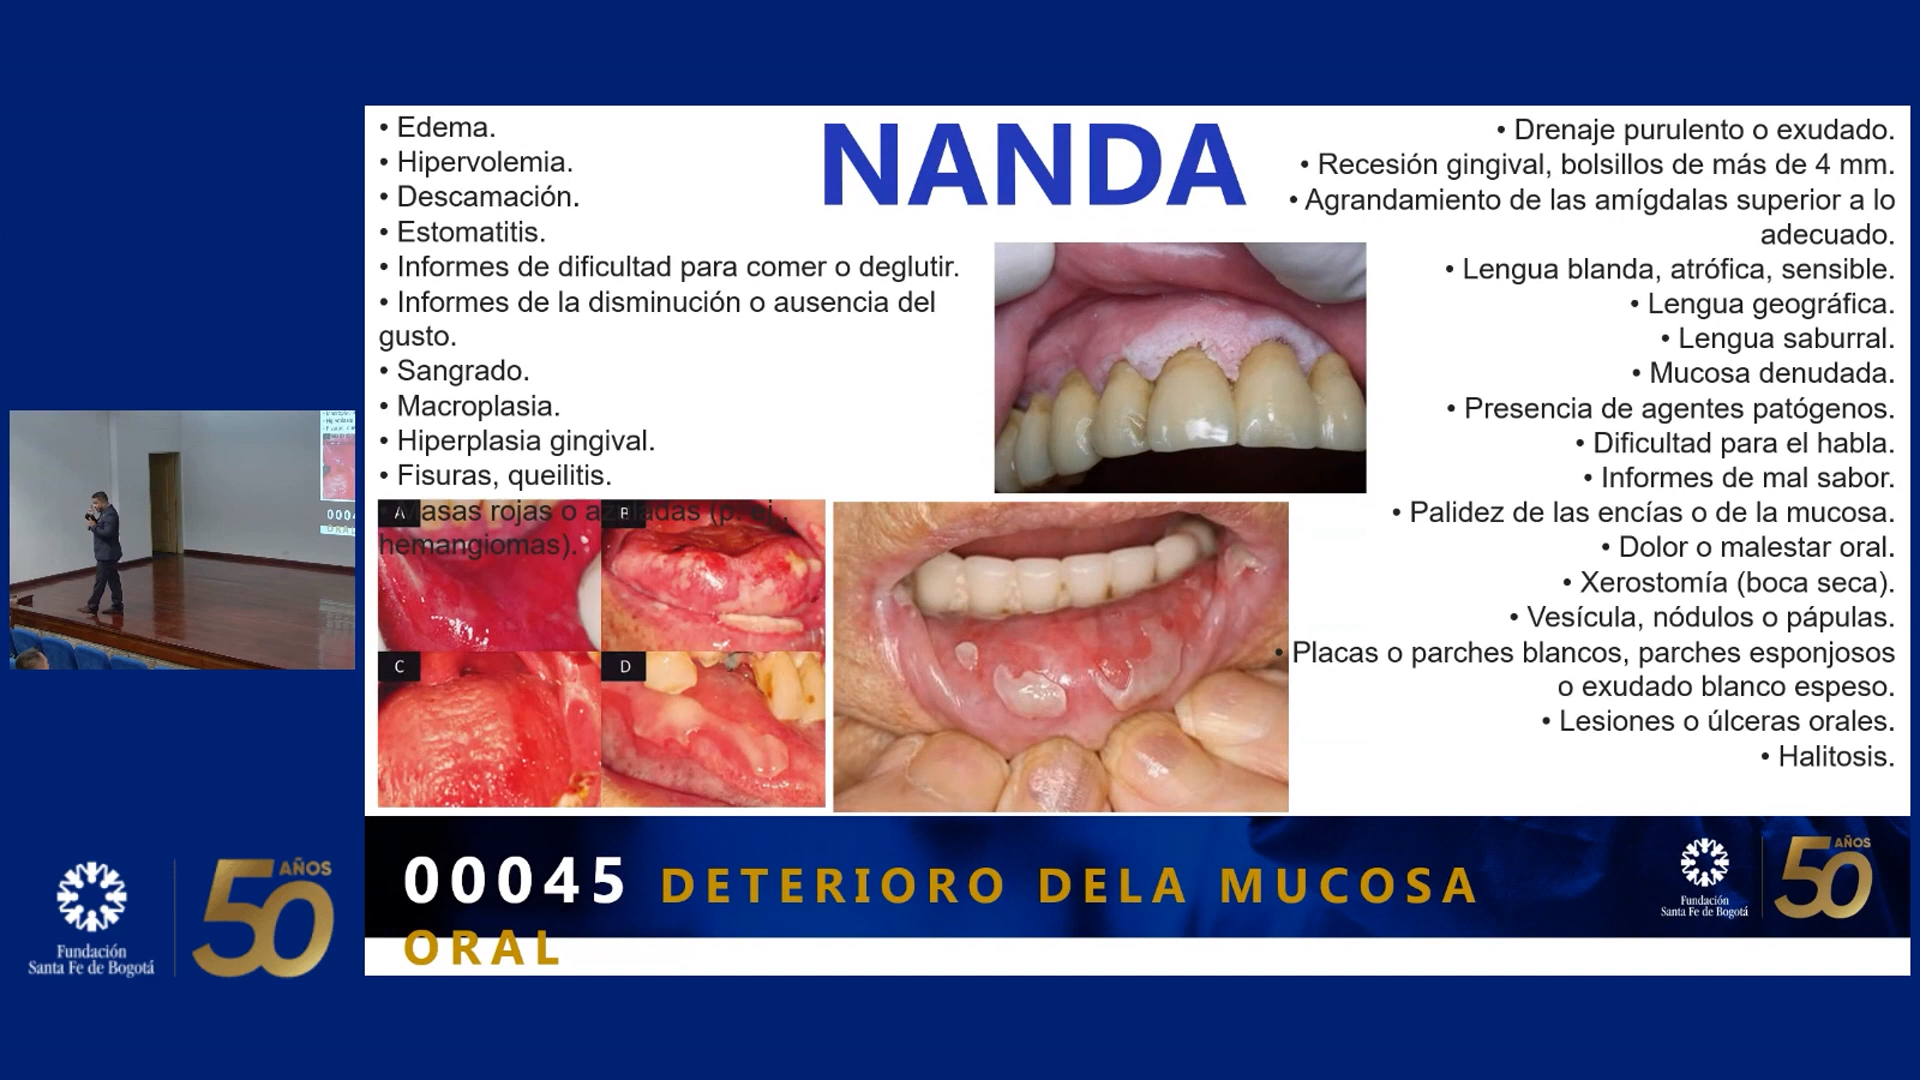 • Edema.
• Hipervolemia.
• Descamación.
• Estomatitis.
• Informes de dificultad para comer o deglutir.
• Informes de la disminución o ausencia del
gusto.
• Sangrado.
• Macroplasia.
• Hiperplasia gingival.
• Fisuras, queilitis.
• Masas rojas o azuladas (p. ej.,
hemangiomas).
A
B
C
D
NANDA
• Drenaje purulento o exudado.
• Recesión gingival, bolsillos de más de 4 mm.
• Agrandamiento de las amígdalas superior a lo
adecuado.
• Lengua blanda, atrófica, sensible.
• Lengua geográfica.
• Lengua saburral.
• Mucosa denudada.
• Presencia de agentes patógenos.
• Dificultad para el habla.
• Informes de mal sabor.
• Palidez de las encías o de la mucosa.
• Dolor o malestar oral.
• Xerostomía (boca seca).
• Vesícula, nódulos o pápulas.
• Placas o parches blancos, parches esponjosos
o exudado blanco espeso.
• Lesiones o úlceras orales.
• Halitosis.
00045 DETERIORO DELA MUCOSA
ORAL
Fundación
Santa Fe de Bogotá
50 AÑOS
Fundación
Santa Fe de Bogotá
50 AÑOS